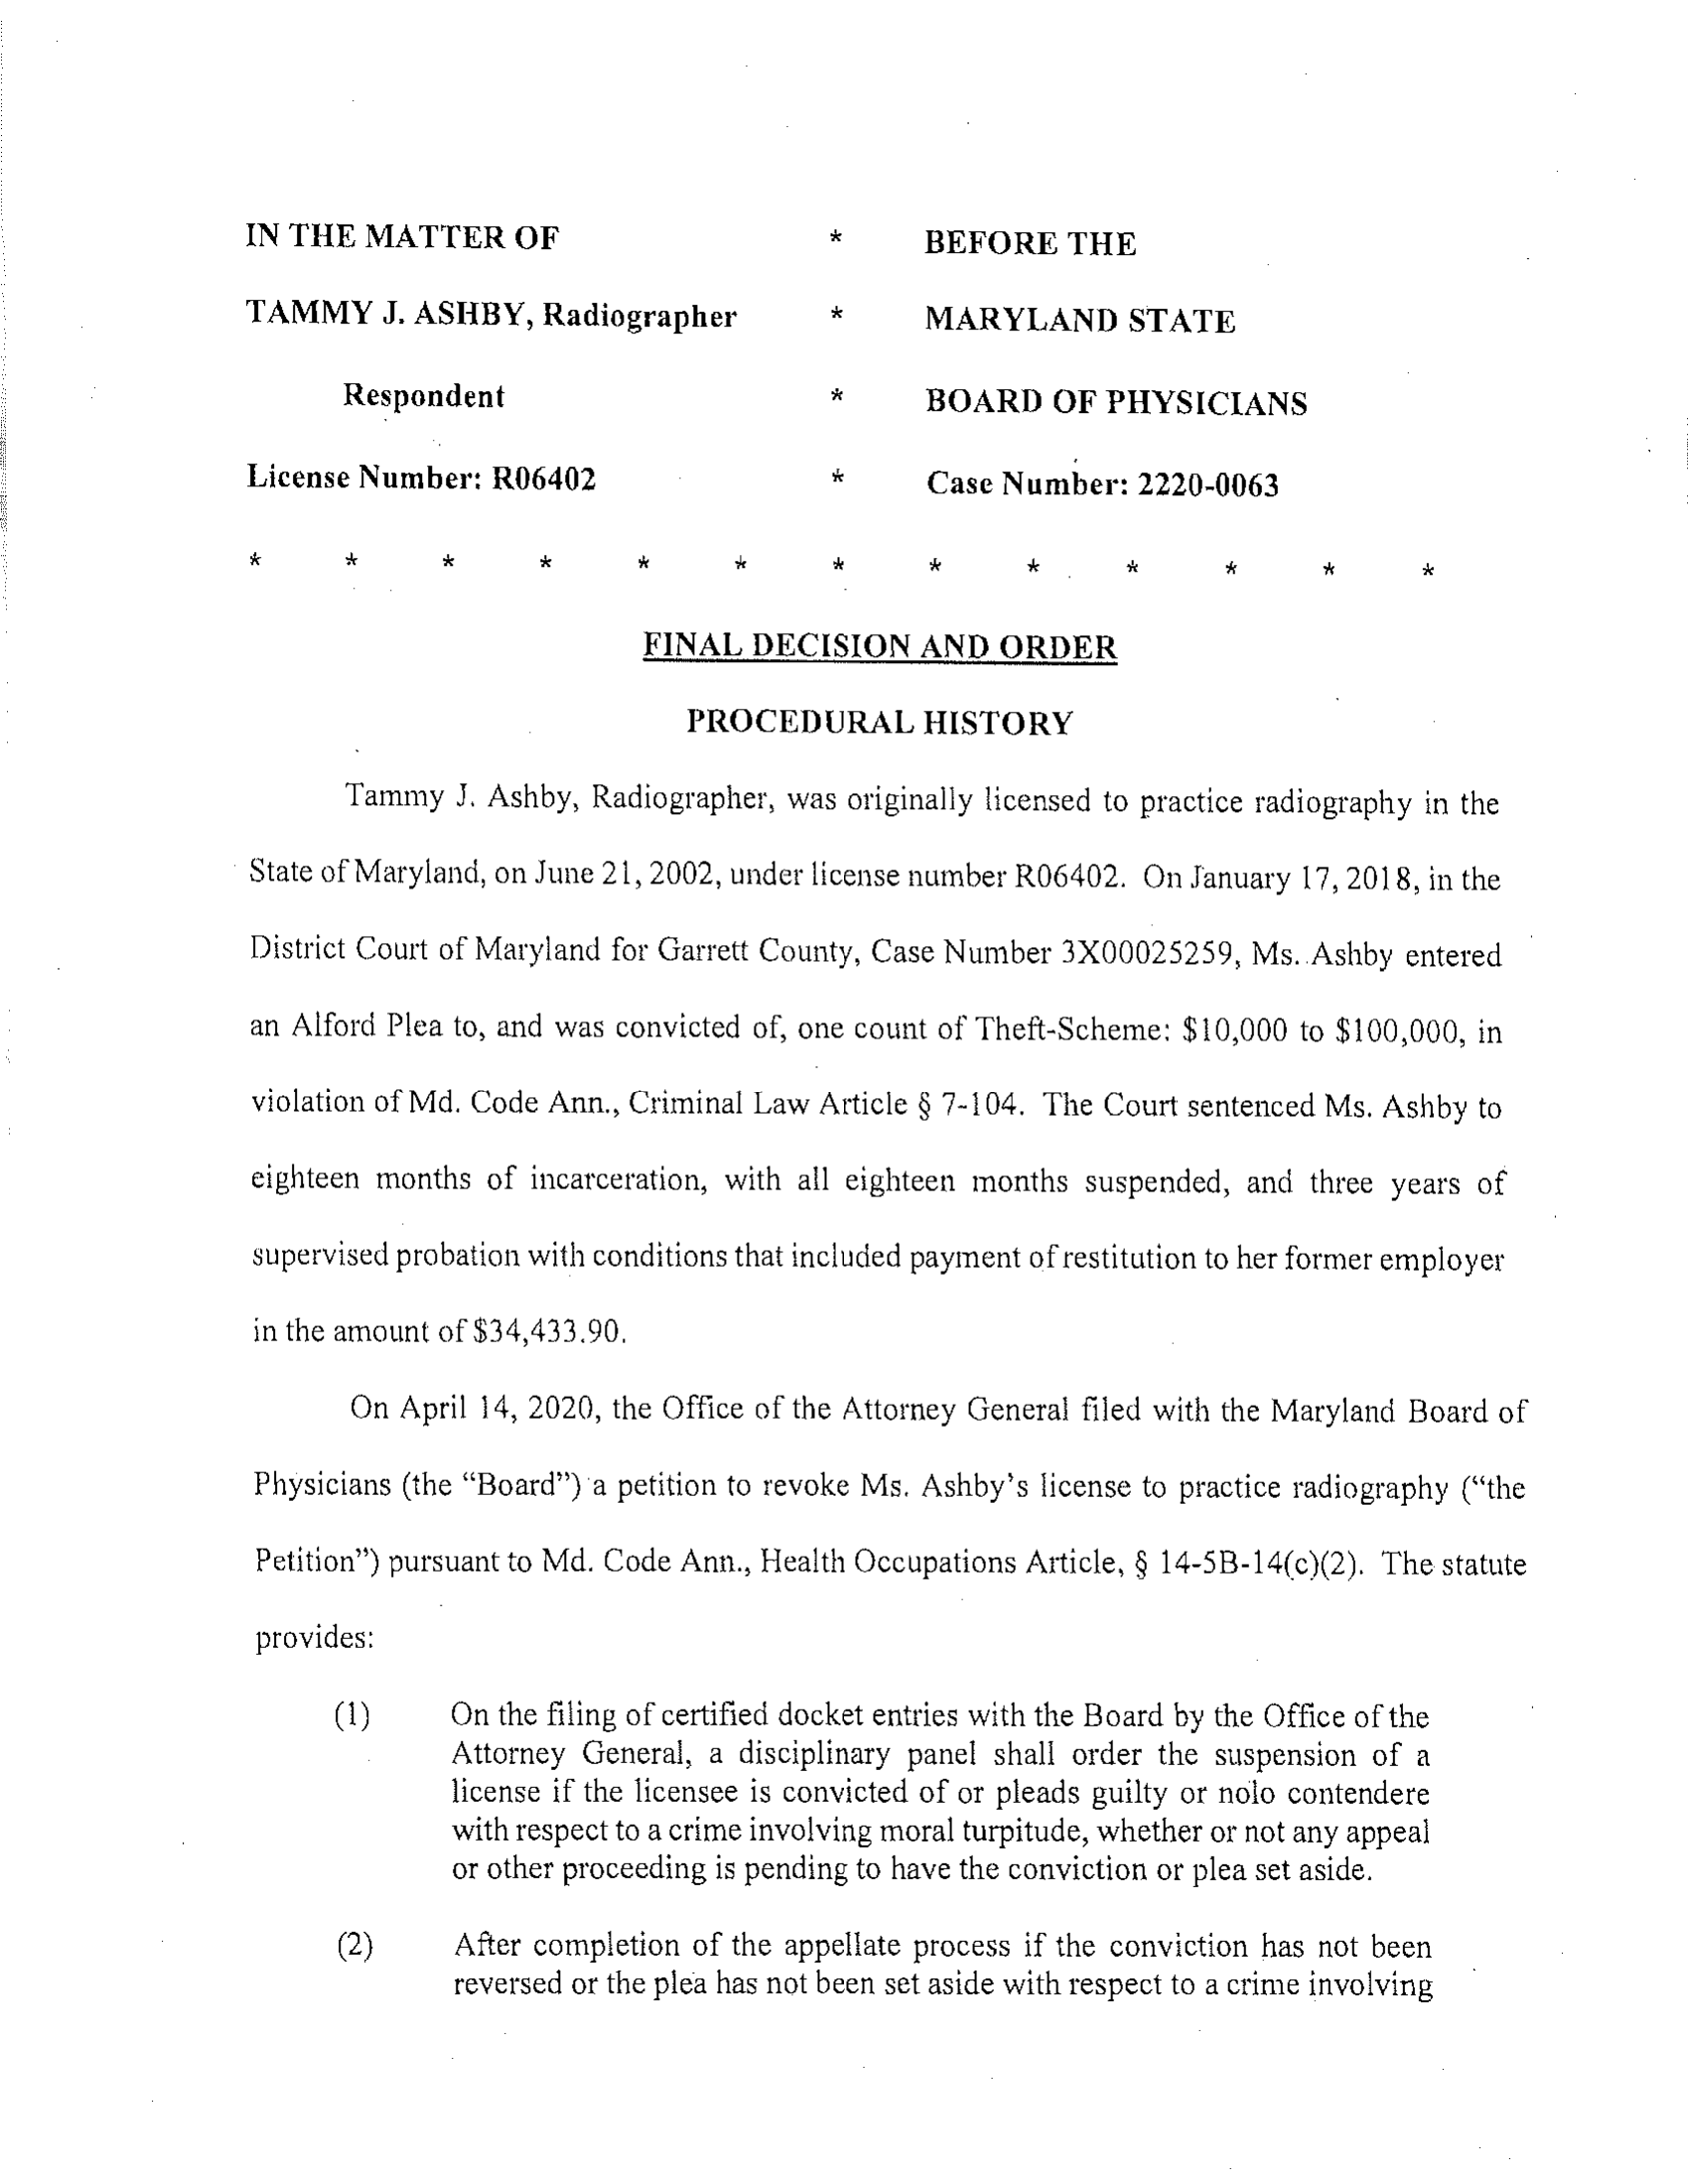 IN THE MATTER OF * BEFORE THE
TAMMY J. ASHBY, Radiographer * MARYLAND STATE
Respondent * BOARD OF PHYSICIANS
License Number: R06402 * Case Number: 2220-0063
* * * * * * * * * * * * *
FINAL DECISION AND ORDER
PROCEDURAL HISTORY
Tammy J. Ashby, Radiographer, was originally licensed to practice radiography in the
State of Maryland, on June 21, 2002, under license number R06402. On January 17, 2018, in the
District Court of Maryland for Garrett County, Case Number 3X00025259, Ms. Ashby entered
an Alford Plea to, and was convicted of, one count of Theft-Scheme: $10,000 to $100,000, in
violation of Md. Code Ann., Criminal Law Article § 7-104. The Court sentenced Ms. Ashby to
eighteen months of incarceration, with all eighteen months suspended, and three years of
supervised probation with conditions that included payment of restitution to her former employer
in the amount of $34,433.90.
On April 14, 2020, the Office of the Attorney General filed with the Maryland Board of
Physicians (the “Board”) a petition to revoke Ms. Ashby’s license to practice radiography (“the
Petition”) pursuant to Md. Code Ann., Health Occupations Article, § 14-5B-14(c)(2). The statute
provides:
(1) On the filing of certified docket entries with the Board by the Office of the
Attorney General, a disciplinary panel shall order the suspension of a
license if the licensee is convicted of or pleads guilty or nolo contendere
with respect to a crime involving moral turpitude, whether or not any appeal
or other proceeding is pending to have the conviction or plea set aside.
(2) After completion of the appellate process if the conviction has not been
reversed or the plea has not been set aside with respect to a crime involving